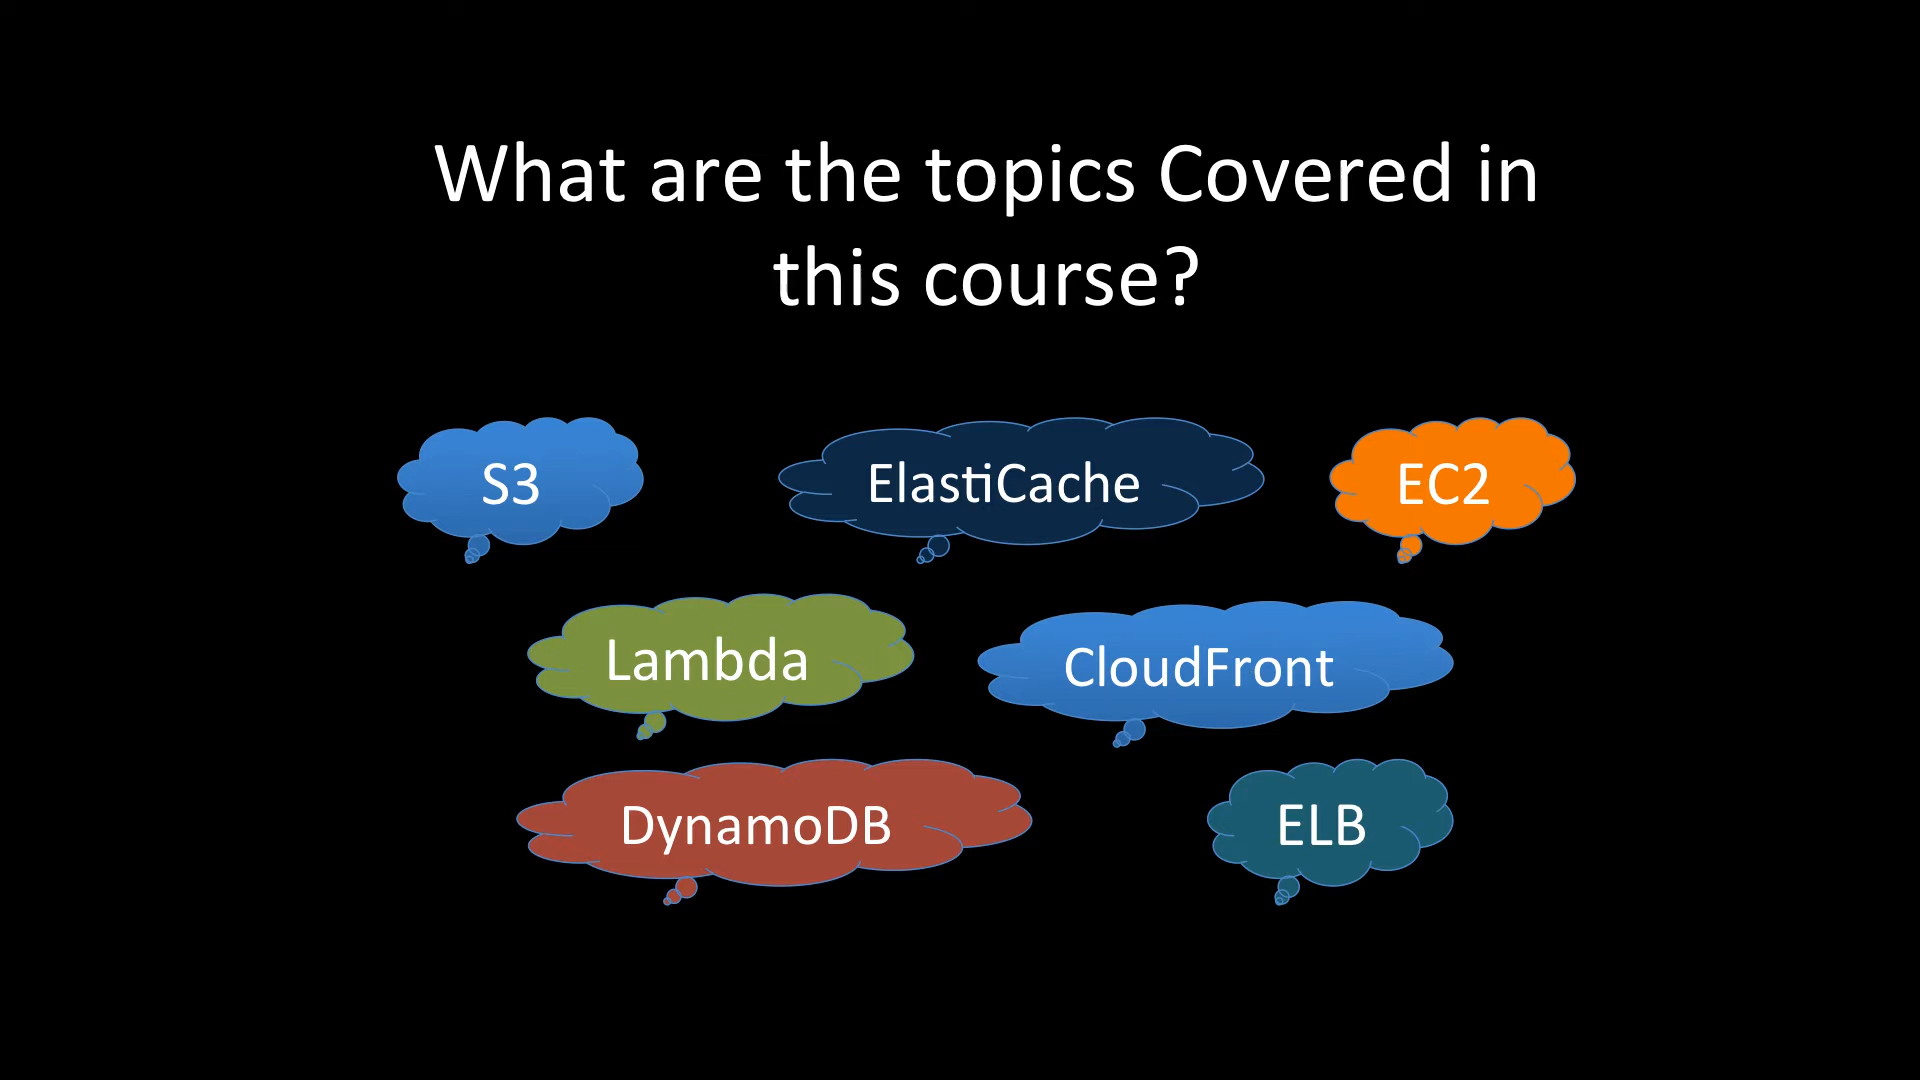 What are the topics Covered in
this course?
S3
ElastiCache
EC2
Lambda
CloudFront
DynamoDB
ELB